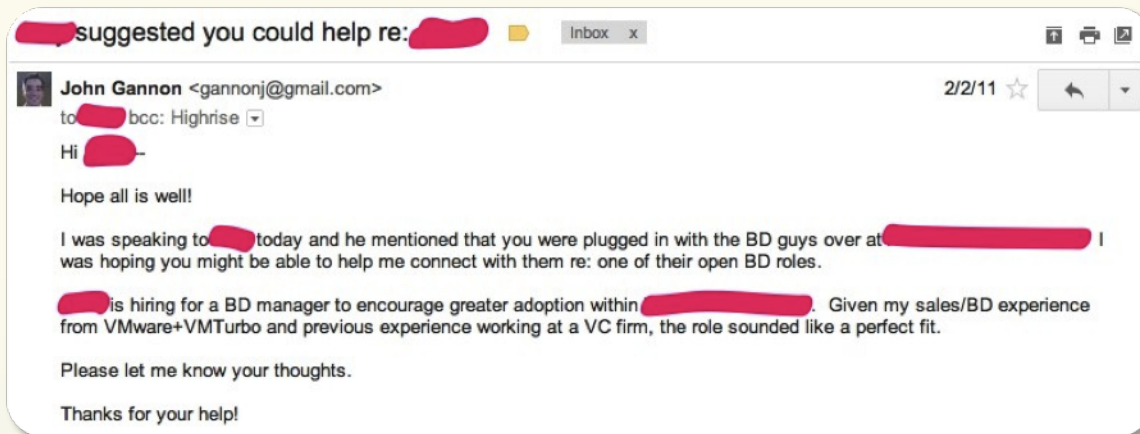 suggested you could help re:
Inbox x
John Gannon <gannonj@gmail.com>
2/2/11
to bcc: Highrise
Hi –
Hope all is well!
I was speaking to today and he mentioned that you were plugged in with the BD guys over at I
was hoping you might be able to help me connect with them re: one of their open BD roles.
is hiring for a BD manager to encourage greater adoption within . Given my sales/BD experience
from VMware+VMTurbo and previous experience working at a VC firm, the role sounded like a perfect fit.
Please let me know your thoughts.
Thanks for your help!